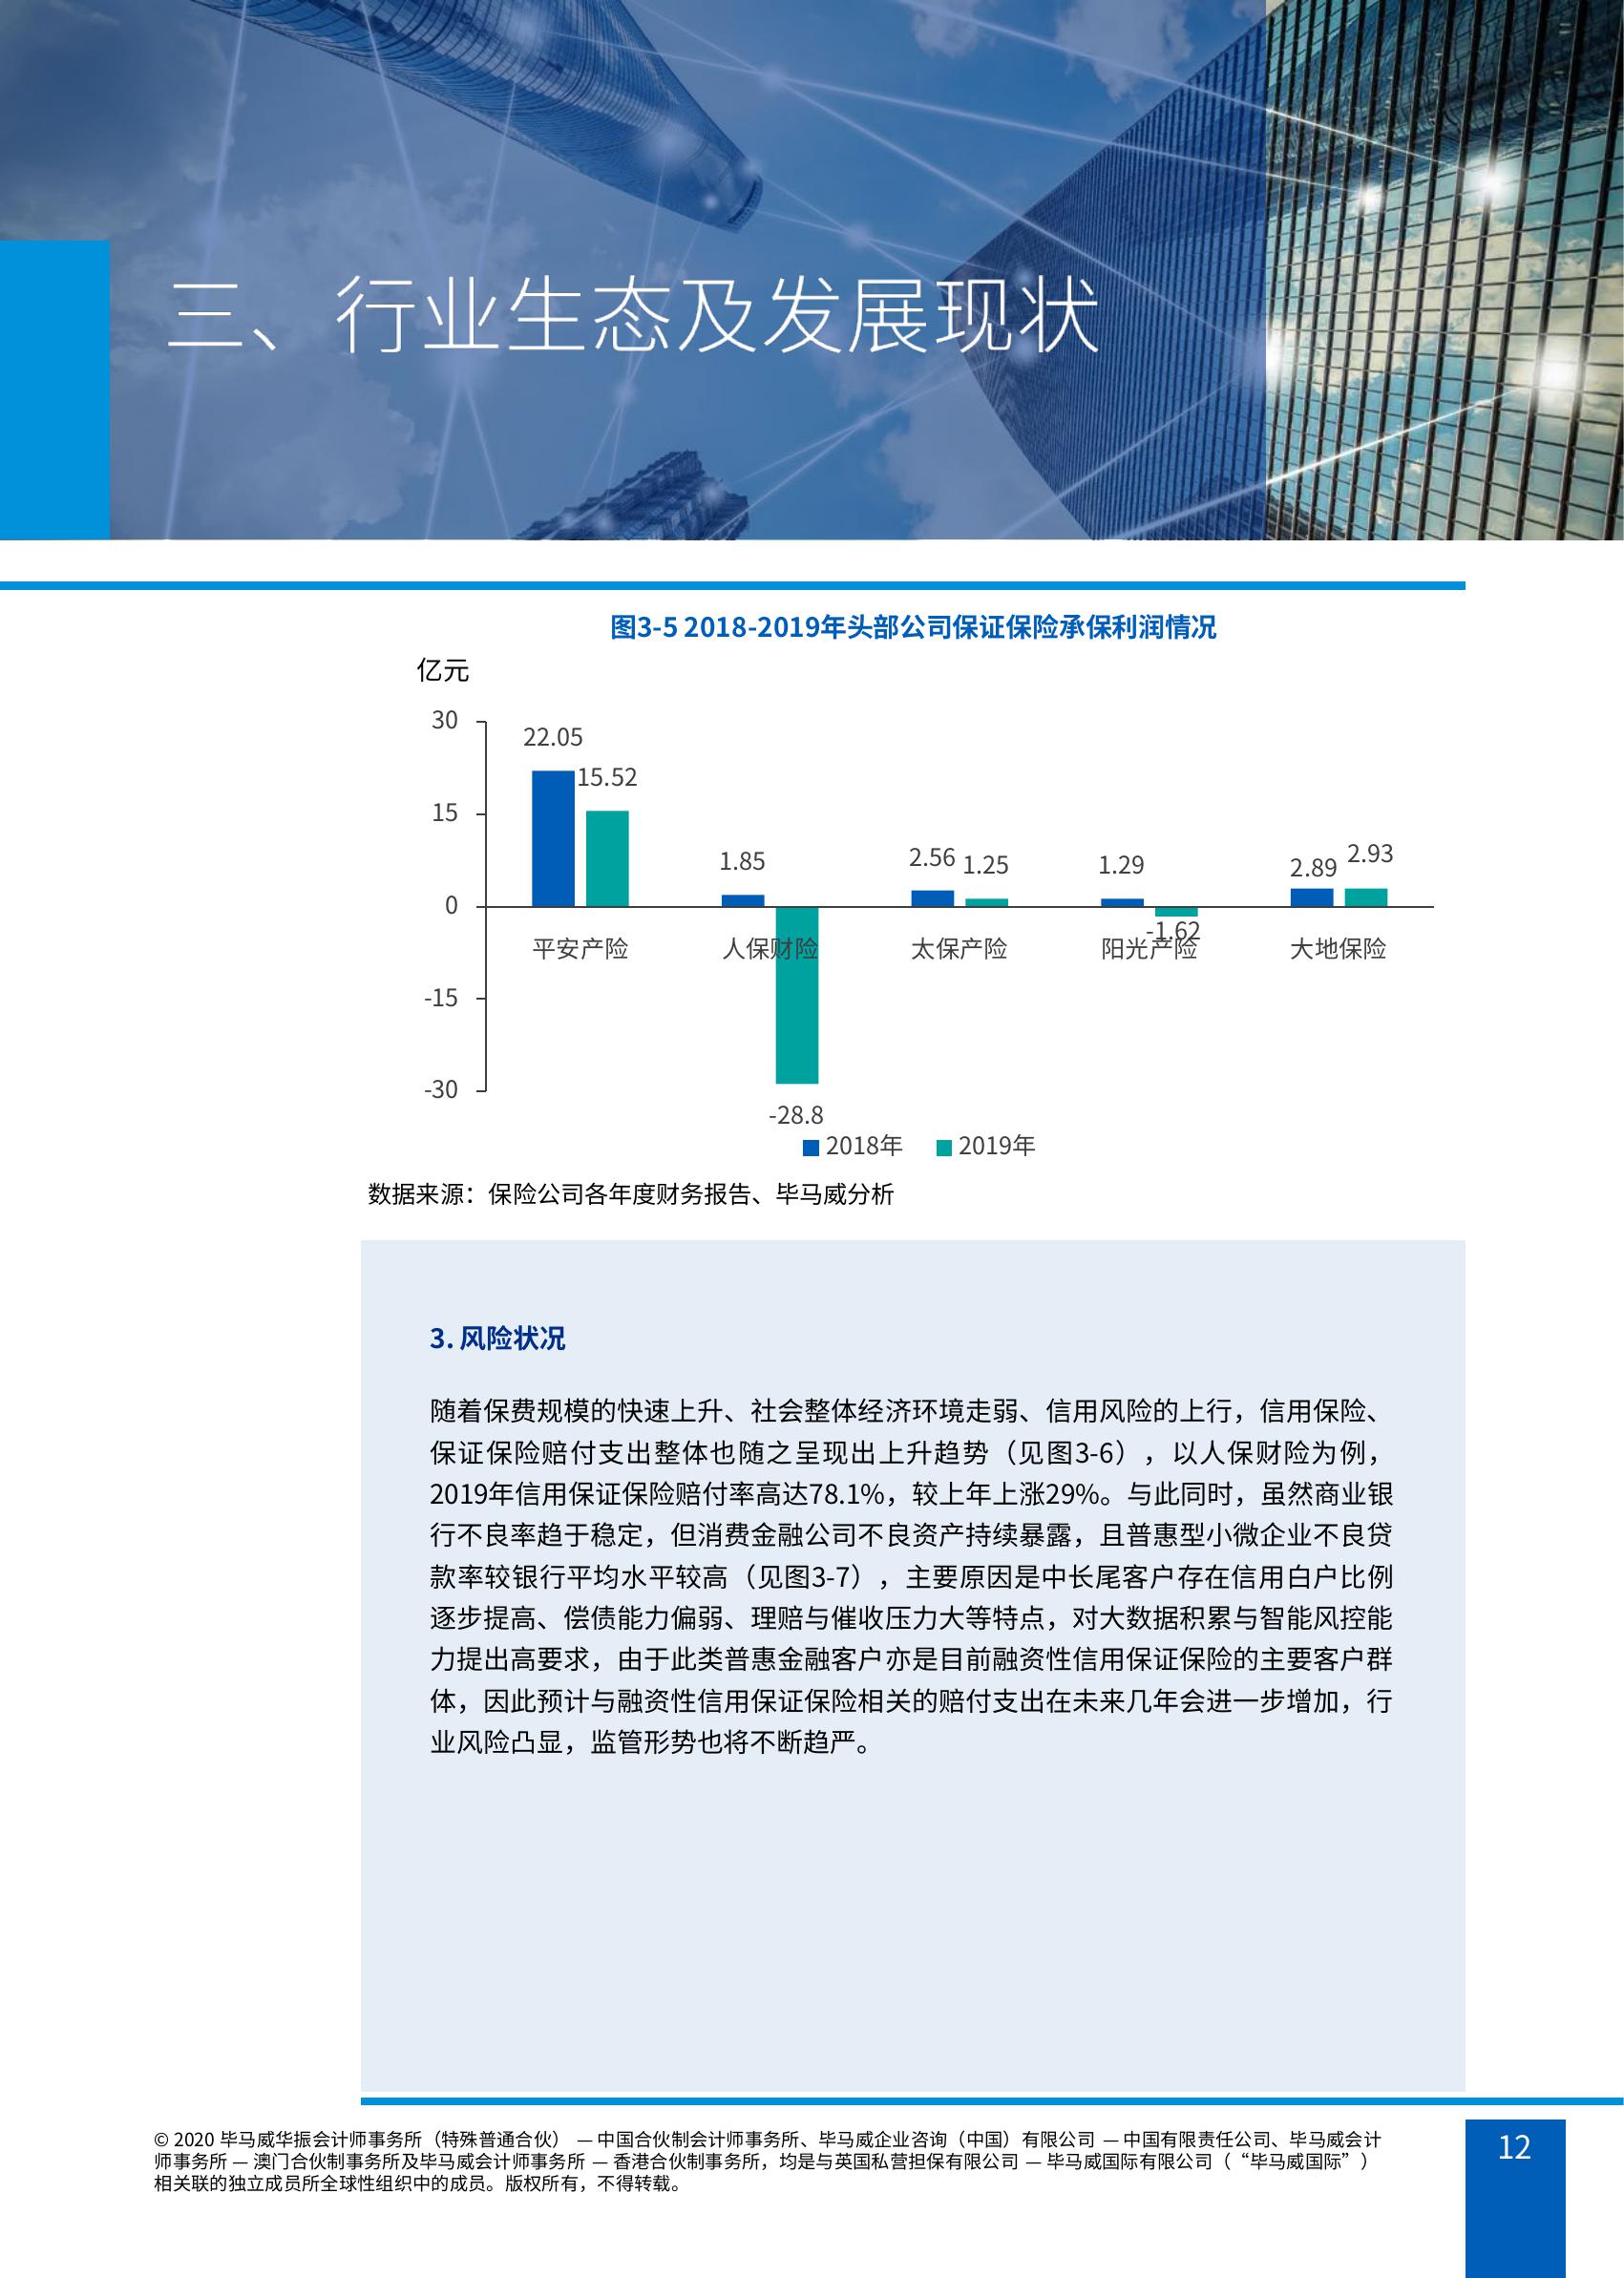 三、行业生态及发展现状
图3-5 2018-2019年头部公司保证保险承保利润情况
亿元
30
15
0
-15
-30
22.05
15.52
1.85
-28.8
2.56
1.25
1.29
-1.62
2.89
2.93
平安产险
人保财险
太保产险
阳光产险
大地保险
2018年
2019年
数据来源：保险公司各年度财务报告、毕马威分析
3. 风险状况
随着保费规模的快速上升、社会整体经济环境走弱、信用风险的上行，信用保险、
保证保险赔付支出整体也随之呈现出上升趋势（见图3-6），以人保财险为例，
2019年信用保证保险赔付率高达78.1%，较上年上涨29%。与此同时，虽然商业银
行不良率趋于稳定，但消费金融公司不良资产持续暴露，且普惠型小微企业不良贷
款率较银行平均水平较高（见图3-7），主要原因是中长尾客户存在信用白户比例
逐步提高、偿债能力偏弱、理赔与催收压力大等特点，对大数据积累与智能风控能
力提出高要求，由于此类普惠金融客户亦是目前融资性信用保证保险的主要客户群
体，因此预计与融资性信用保证保险相关的赔付支出在未来几年会进一步增加，行
业风险凸显，监管形势也将不断趋严。
© 2020 毕马威华振会计师事务所（特殊普通合伙） — 中国合伙制会计师事务所、毕马威企业咨询（中国）有限公司 — 中国有限责任公司、毕马威会计
师事务所 — 澳门合伙制事务所及毕马威会计师事务所 — 香港合伙制事务所，均是与英国私营担保有限公司 — 毕马威国际有限公司（“毕马威国际”）
相关联的独立成员所全球性组织中的成员。版权所有，不得转载。
12